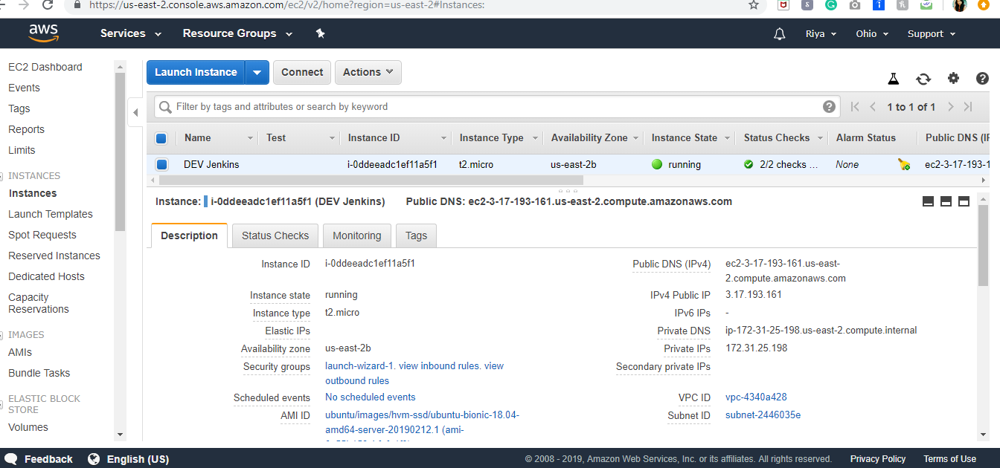 https://us-east-2.console.aws.amazon.com/ec2/v2/home?region=us-east-2#Instances:
aws Services Resource Groups Riya Ohio Support
EC2 Dashboard
Events
Tags
Reports
Limits
INSTANCES
Instances
Launch Templates
Spot Requests
Reserved Instances
Dedicated Hosts
Capacity
Reservations
IMAGES
AMIs
Bundle Tasks
ELASTIC BLOCK
STORE
Volumes
Launch Instance Connect Actions
Filter by tags and attributes or search by keyword 1 to 1 of 1
Name Test Instance ID Instance Type Availability Zone Instance State Status Checks Alarm Status Public DNS (IP
DEV Jenkins i-0ddeeadc1ef11a5f1 t2.micro us-east-2b running 2/2 checks ... None ec2-3-17-193-1
Instance: i-0ddeeadc1ef11a5f1 (DEV Jenkins) Public DNS: ec2-3-17-193-161.us-east-2.compute.amazonaws.com
Description Status Checks Monitoring Tags
Instance ID i-0ddeeadc1ef11a5f1
Instance state running
Instance type t2.micro
Elastic IPs
Availability zone us-east-2b
Security groups launch-wizard-1. view inbound rules. view
outbound rules
Scheduled events No scheduled events
AMI ID ubuntu/images/hvm-ssd/ubuntu-bionic-18.04-
amd64-server-20190212.1 (ami-
Public DNS (IPv4) ec2-3-17-193-161.us-east-
2.compute.amazonaws.com
IPv4 Public IP 3.17.193.161
IPv6 IPs -
Private DNS ip-172-31-25-198.us-east-2.compute.internal
Private IPs 172.31.25.198
Secondary private IPs
VPC ID vpc-4340a428
Subnet ID subnet-2446035e
Feedback English (US) © 2008 - 2019, Amazon Web Services, Inc. or its affiliates. All rights reserved. Privacy Policy Terms of Use